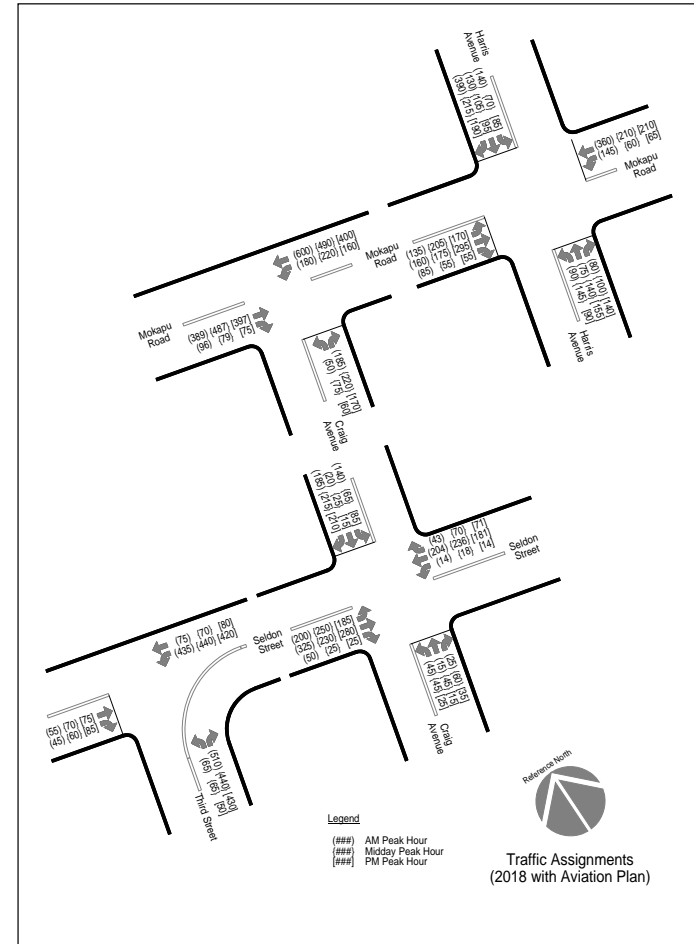 Harris
Avenue
(140) {70} [85]
(130) {105} [95]
(390) {215} [190]
(360) {210} [210]
(145) {60} [65]
Mokapu
Road
(600) {490} [400]
(180) {220} [160]
Mokapu
Road
(135) {205} [170]
(160) {175} [295]
(85) {55} [55]
(80) {100} [140]
(75) {140} [155]
(90) {145} [90]
Harris
Avenue
Mokapu
Road
(389) {487} [397]
(96) {79} [75]
(185) {220} [170]
(50) {75} [60]
Craig
Avenue
(140) {65} [85]
(20) {25} [15]
(185) {215} [210]
(43) {70} [71]
(204) {236} [181]
(14) {18} [14]
Seldon
Street
(75) {70} [80]
(435) {440} [420]
Seldon
Street
(200) {250} [185]
(325) {230} [280]
(50) {25} [25]
(25) {60} [35]
(15) {45} [15]
(45) {45} [25]
Craig
Avenue
(55) {70} [75]
(45) {60} [85]
(510) {440} [430]
(65) {65} [50]
Third Street
Reference North
Legend
(###) AM Peak Hour
{###} Midday Peak Hour
[###] PM Peak Hour
Traffic Assignments
(2018 with Aviation Plan)